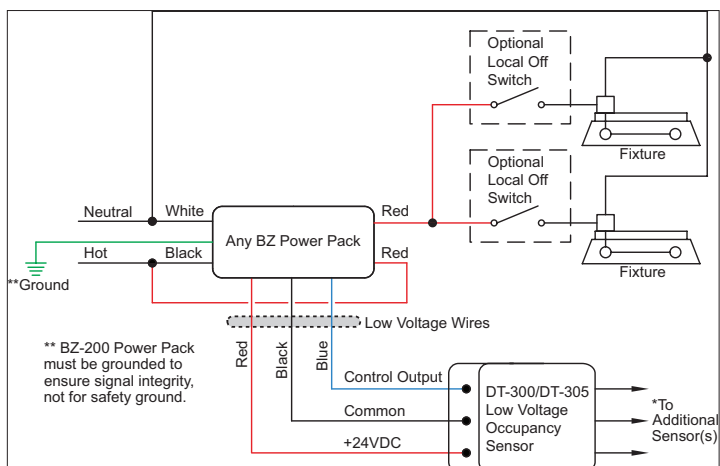 Optional
Local Off
Switch
Fixture
Optional
Local Off
Switch
Fixture
Neutral
White
Red
Any BZ Power Pack
Hot
Black
Red
**Ground
Low Voltage Wires
** BZ-200 Power Pack
must be grounded to
ensure signal integrity,
not for safety ground.
Red
Black
Blue
Control Output
Common
+24VDC
DT-300/DT-305
Low Voltage
Occupancy
Sensor
*To
Additional
Sensor(s)